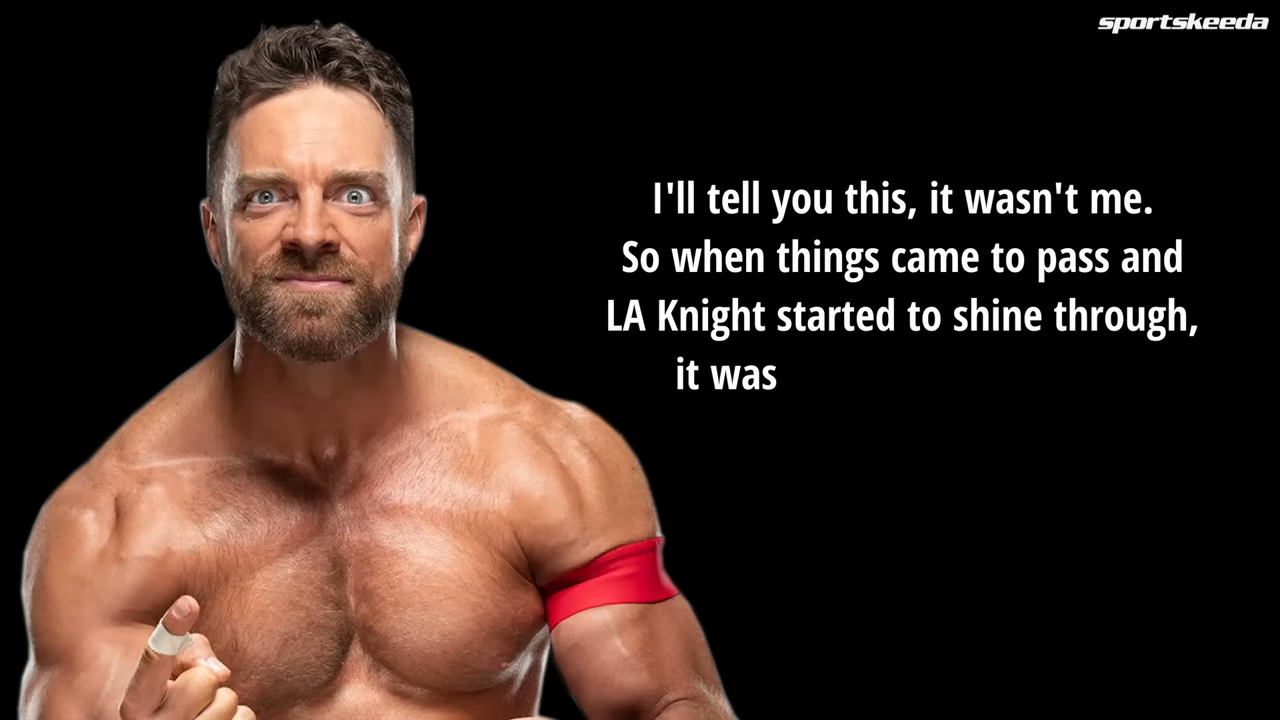 sportskeeda
I'll tell you this, it wasn't me.
So when things came to pass and
LA Knight started to shine through,
it was